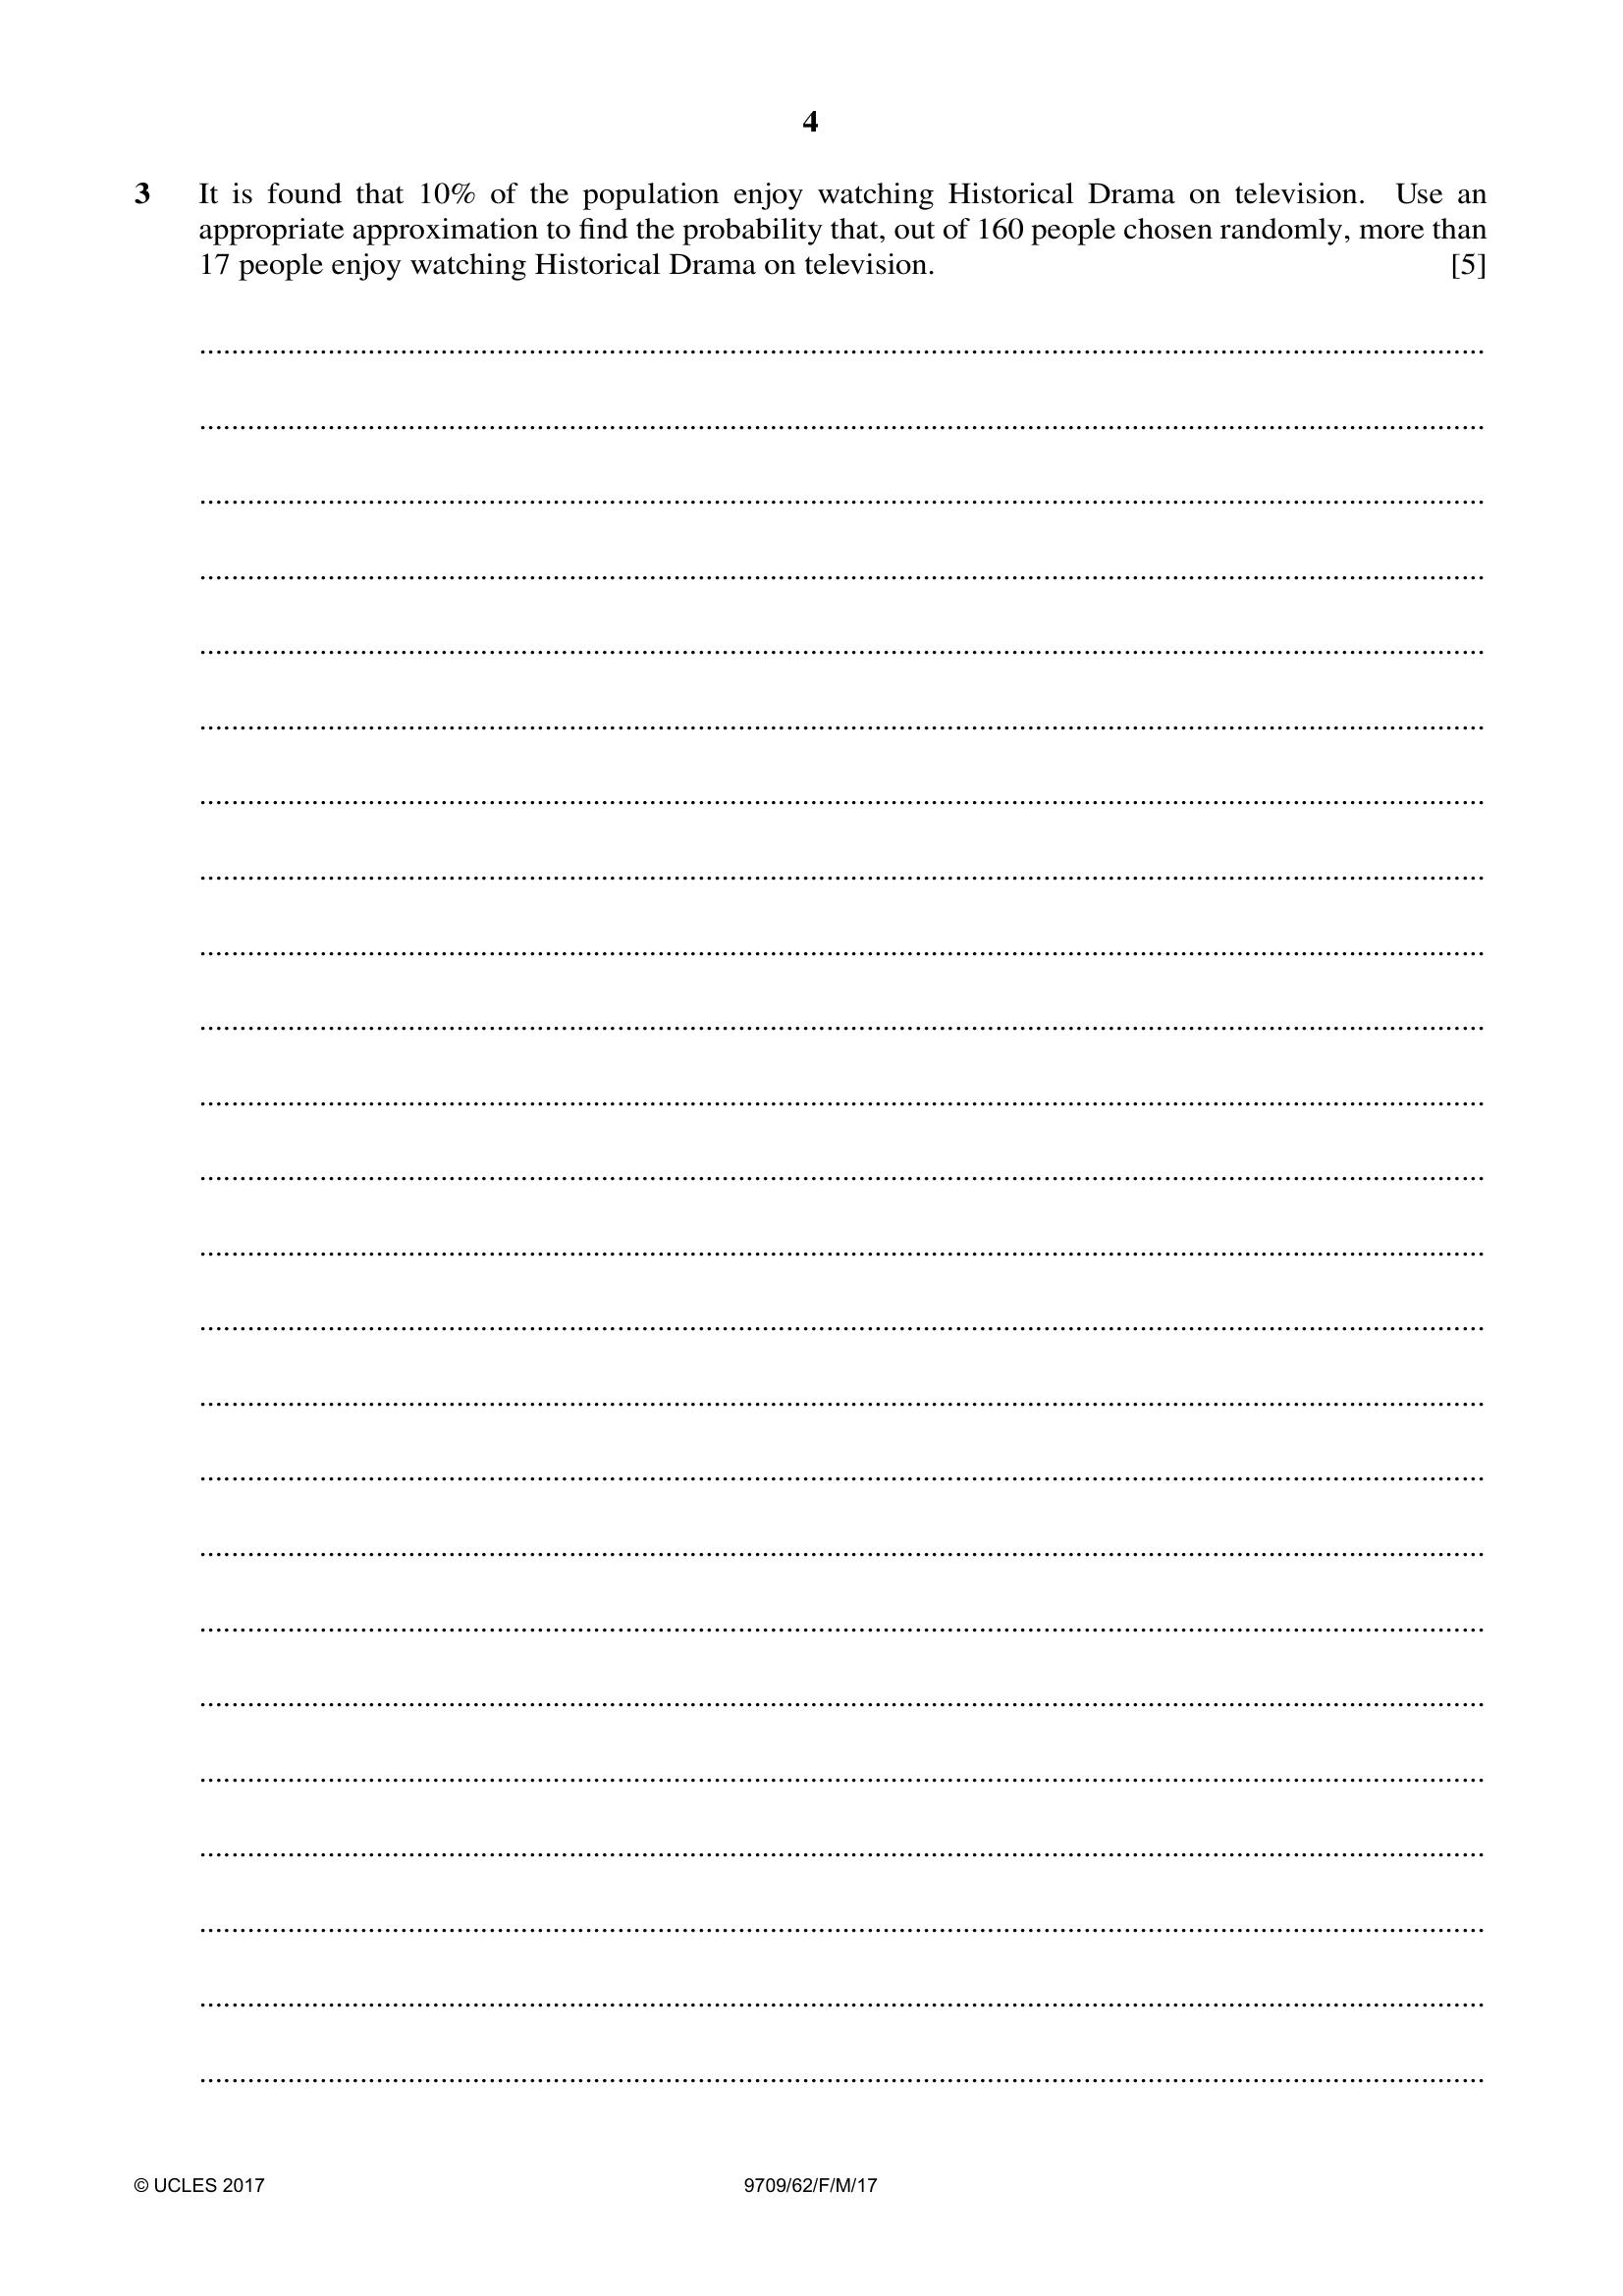 4
3 It is found that 10% of the population enjoy watching Historical Drama on television. Use an
appropriate approximation to find the probability that, out of 160 people chosen randomly, more than
17 people enjoy watching Historical Drama on television. [5]
© UCLES 2017 9709/62/F/M/17